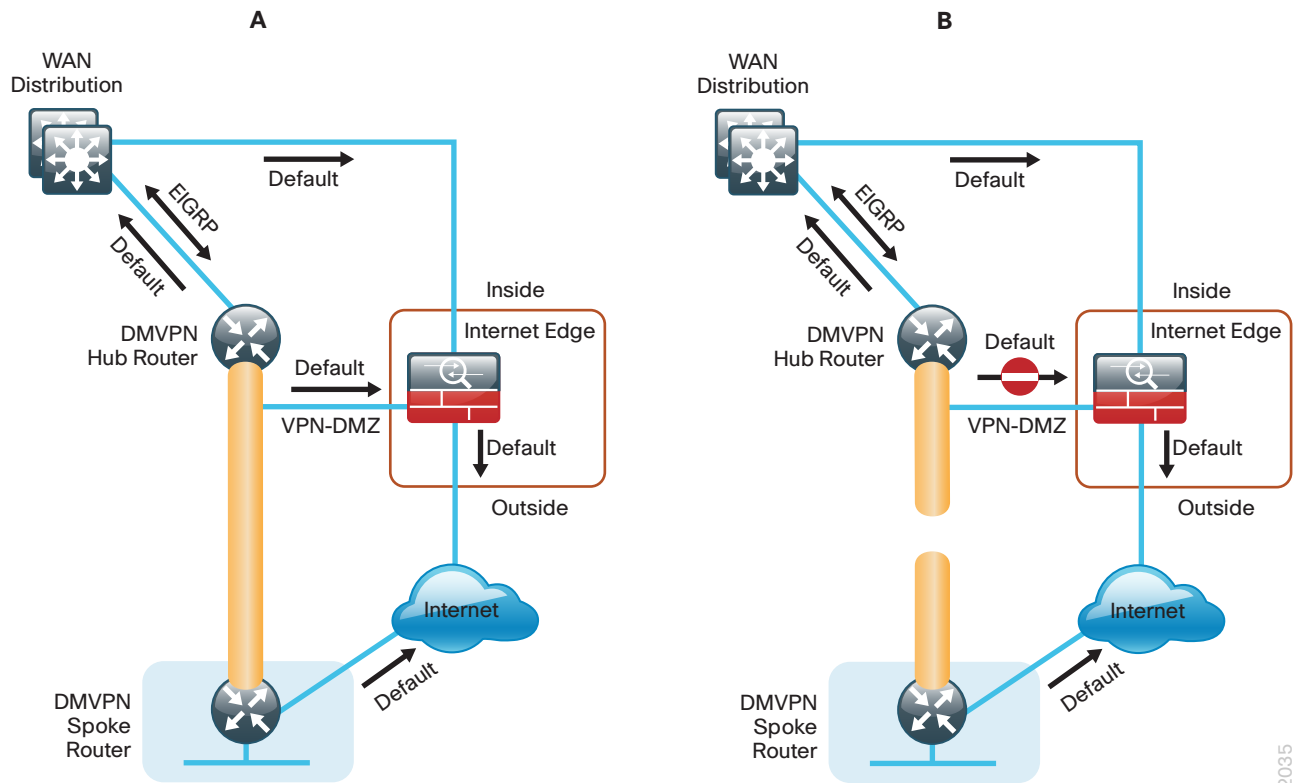 A
WAN
Distribution
Default
EIGRP
Default
Inside
DMVPN
Hub Router
Internet Edge
Default
VPN-DMZ
Default
Outside
Internet
Default
DMVPN
Spoke
Router
B
WAN
Distribution
Default
EIGRP
Default
Inside
DMVPN
Hub Router
Internet Edge
Default
VPN-DMZ
Default
Outside
Internet
Default
DMVPN
Spoke
Router
2035